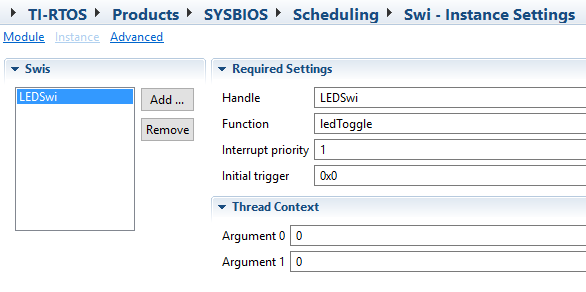 TI-RTOS Products SYSBIOS Scheduling Swi - Instance Settings
Module Instance Advanced
Swis
LEDSwi
Add ...
Remove
Required Settings
Handle LEDSwi
Function ledToggle
Interrupt priority 1
Initial trigger 0x0
Thread Context
Argument 0 0
Argument 1 0